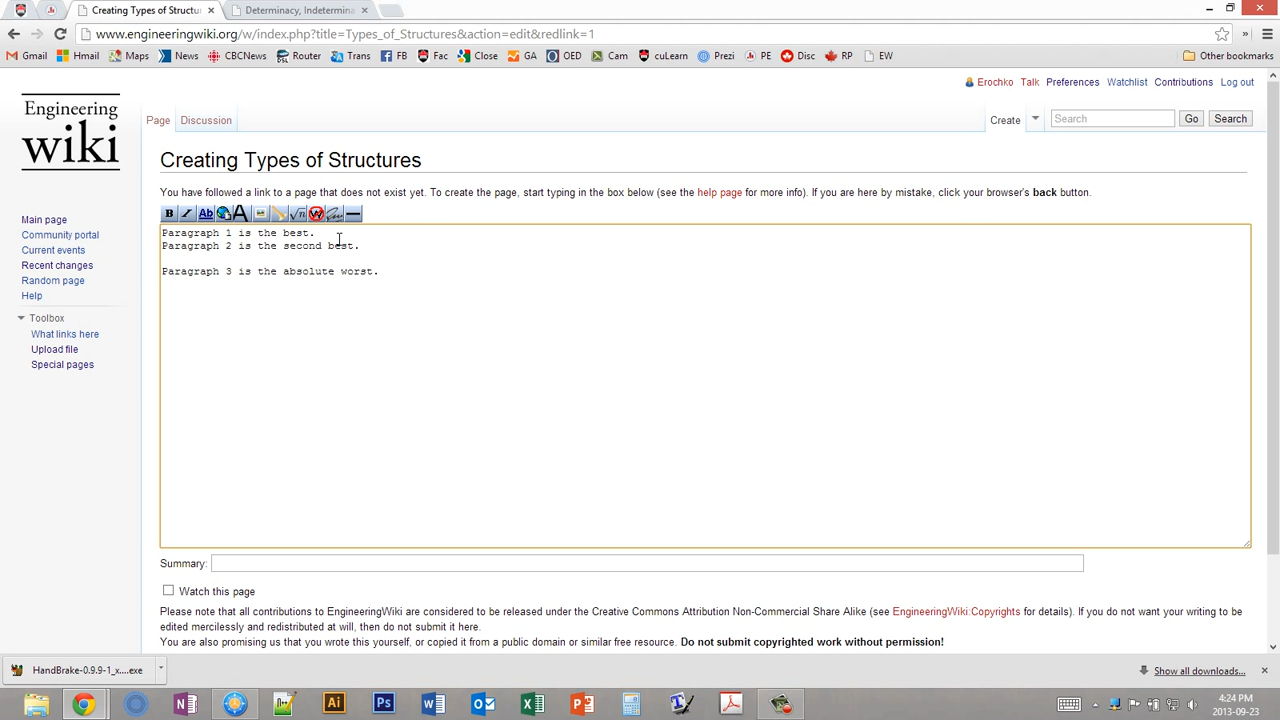 Creating Types of Structur
Determinacy, Indetermina
www.engineeringwiki.org/w/index.php?title=Types_of_Structures&action=edit&redlink=1
Gmail Hmail Maps News CBCNews Router Trans FB Fac Close GA OED Cam cuLearn Prezi Disc RP EW Other bookmarks
Erochko Talk Preferences Watchlist Contributions Log out
Engineering
wiki
Page Discussion Create Search Go Search
Creating Types of Structures
You have followed a link to a page that does not exist yet. To create the page, start typing in the box below (see the help page for more info). If you are here by mistake, click your browser's back button.
B I Ab A √n W
Paragraph 1 is the best.
Paragraph 2 is the second best.
Paragraph 3 is the absolute worst.
Main page
Community portal
Current events
Recent changes
Random page
Help
Toolbox
What links here
Upload file
Special pages
Summary:
Watch this page
Please note that all contributions to EngineeringWiki are considered to be released under the Creative Commons Attribution Non-Commercial Share Alike (see EngineeringWiki:Copyrights for details). If you do not want your writing to be
edited mercilessly and redistributed at will, then do not submit it here.
You are also promising us that you wrote this yourself, or copied it from a public domain or similar free resource. Do not submit copyrighted work without permission!
HandBrake-0.9.9-1_x....exe
Show all downloads...
Ai Ps
4:24 PM
2013-09-23